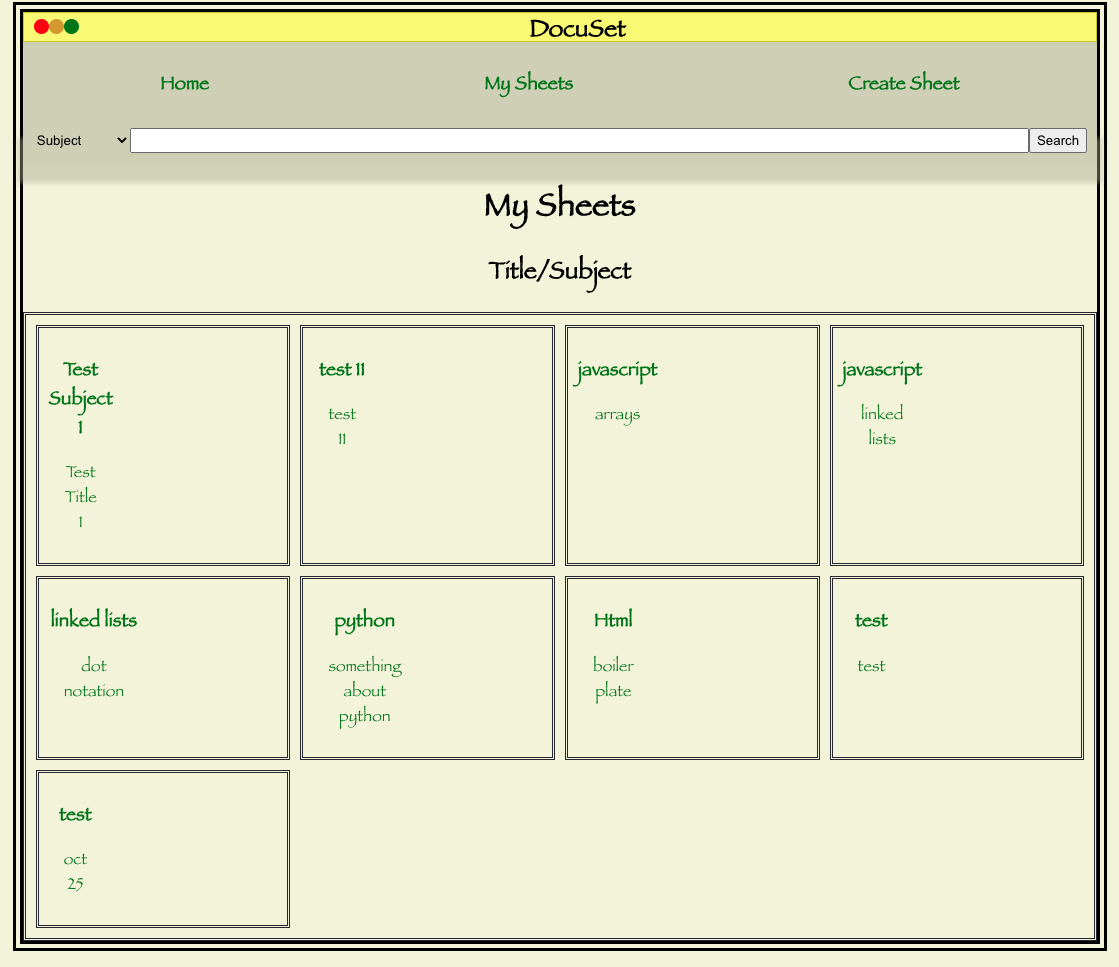 DocuSet
Home My Sheets Create Sheet
Subject Search
My Sheets
Title/Subject
Test
Subject
1
Test
Title
1
test 11
test
11
javascript
arrays
javascript
linked
lists
linked lists
dot
notation
python
something
about
python
Html
boiler
plate
test
test
test
oct
25